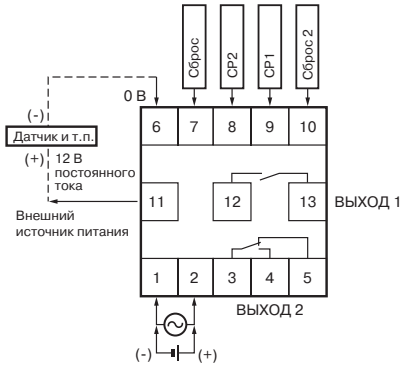 Сброс
СР2
СР1
Сброс 2
0 В
(-)
6
7
8
9
10
Датчик и т.п.
(+)
12 В
постоянного
тока
11
12
13
ВЫХОД 1
Внешний
источник питания
1
2
3
4
5
ВЫХОД 2
(-)
(+)